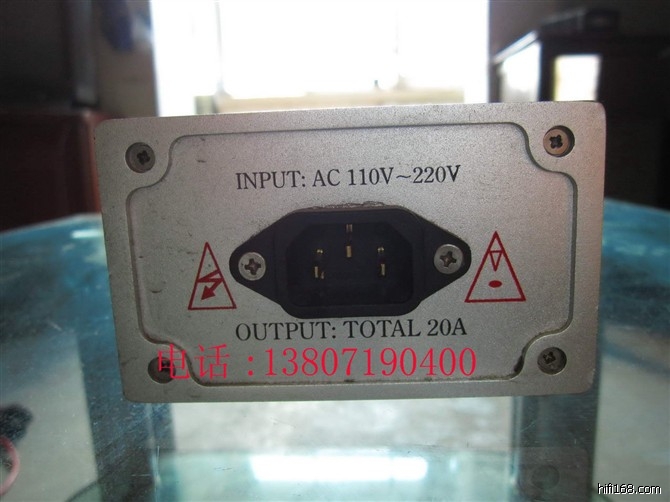 INPUT: AC 110V~220V
OUTPUT: TOTAL 20A
电话 :13807190400
hifi168.com